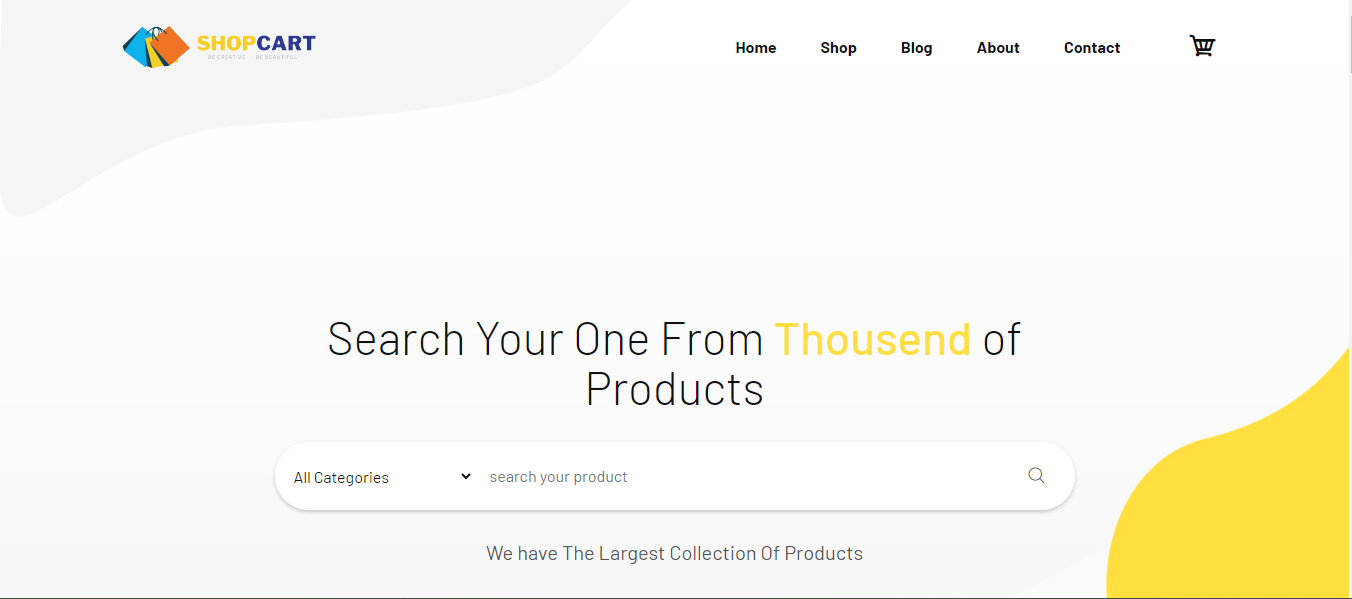 SHOPCART
BE CREATIVE BE BEAUTIFUL
Home Shop Blog About Contact
Search Your One From Thousend of
Products
All Categories search your product
We have The Largest Collection Of Products